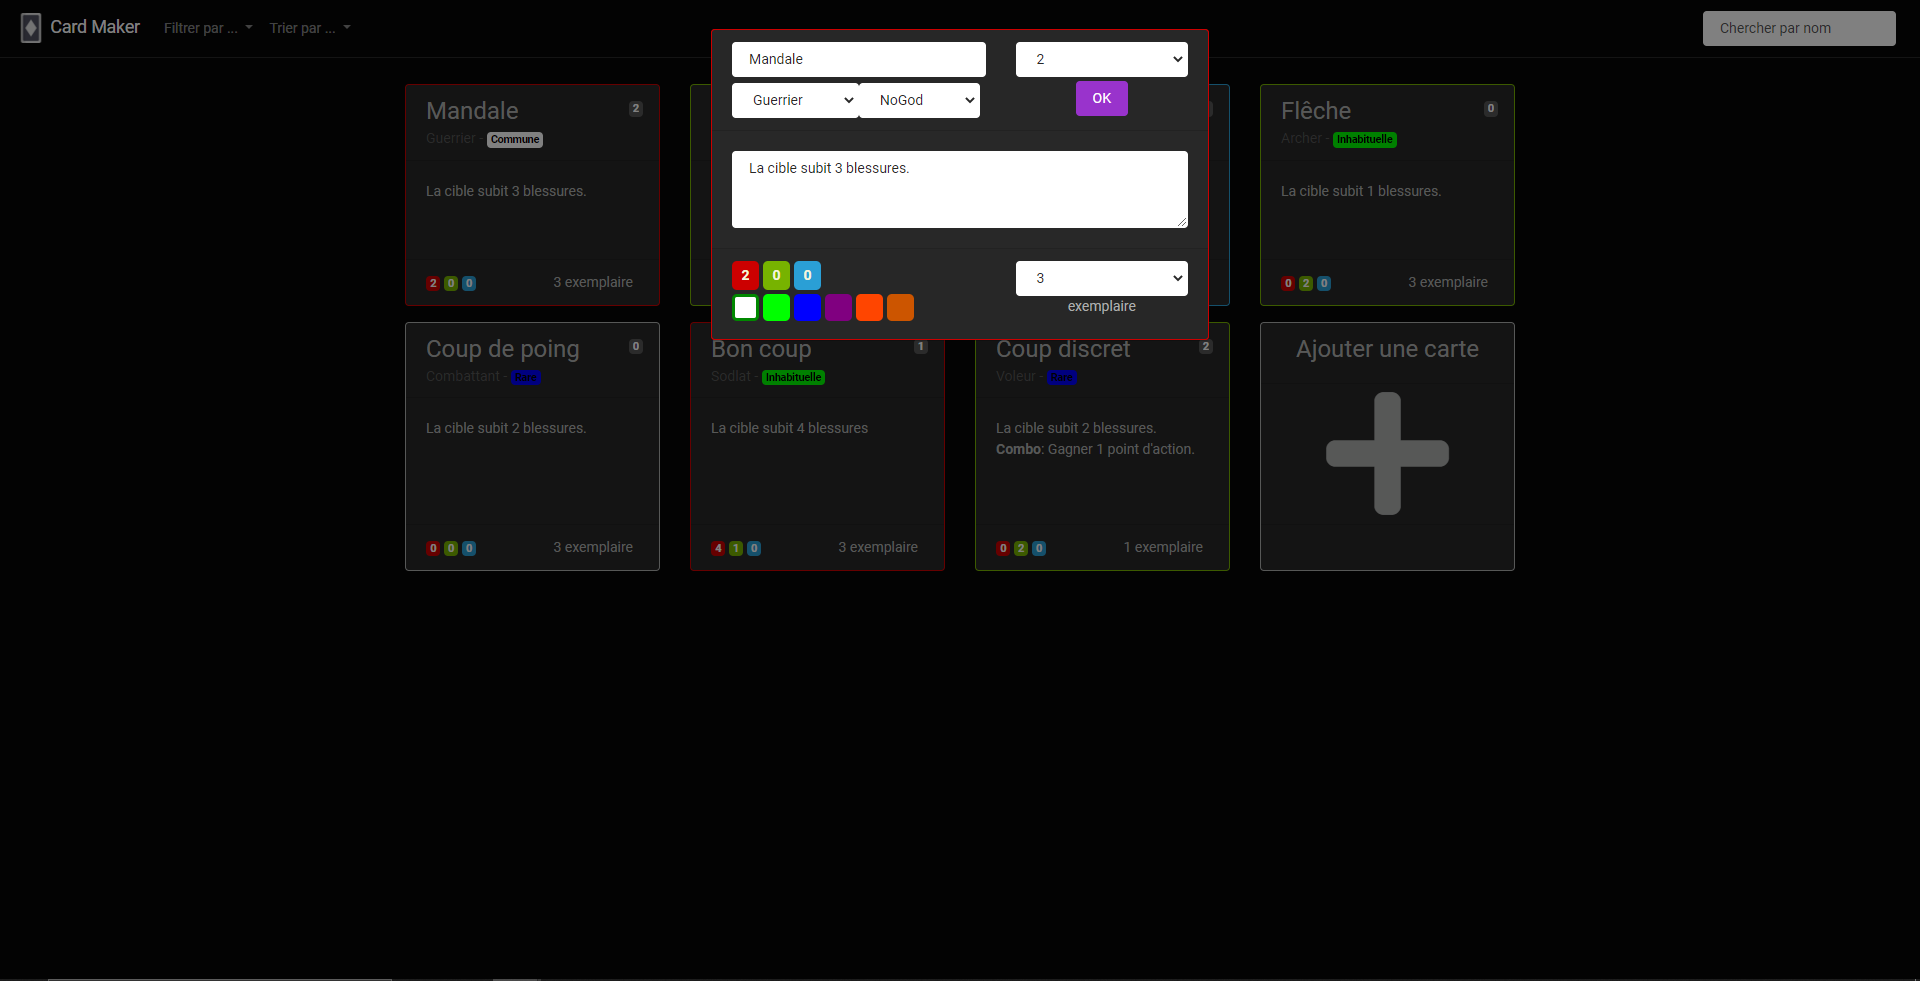 Card Maker
Filtrer par ...
Trier par ...
Chercher par nom
Mandale
2
Guerrier
NoGod
OK
La cible subit 3 blessures.
2 0 0
3
exemplaire
Mandale
2
Guerrier - Commune
La cible subit 3 blessures.
2 0 0
3 exemplaire
Flêche
0
Archer - Inhabituelle
La cible subit 1 blessures.
0 2 0
3 exemplaire
Coup de poing
0
Combattant - Rare
La cible subit 2 blessures.
0 0 0
3 exemplaire
Bon coup
1
Sodlat - Inhabituelle
La cible subit 4 blessures
4 1 0
3 exemplaire
Coup discret
2
Voleur - Rare
La cible subit 2 blessures.
Combo: Gagner 1 point d'action.
0 2 0
1 exemplaire
Ajouter une carte